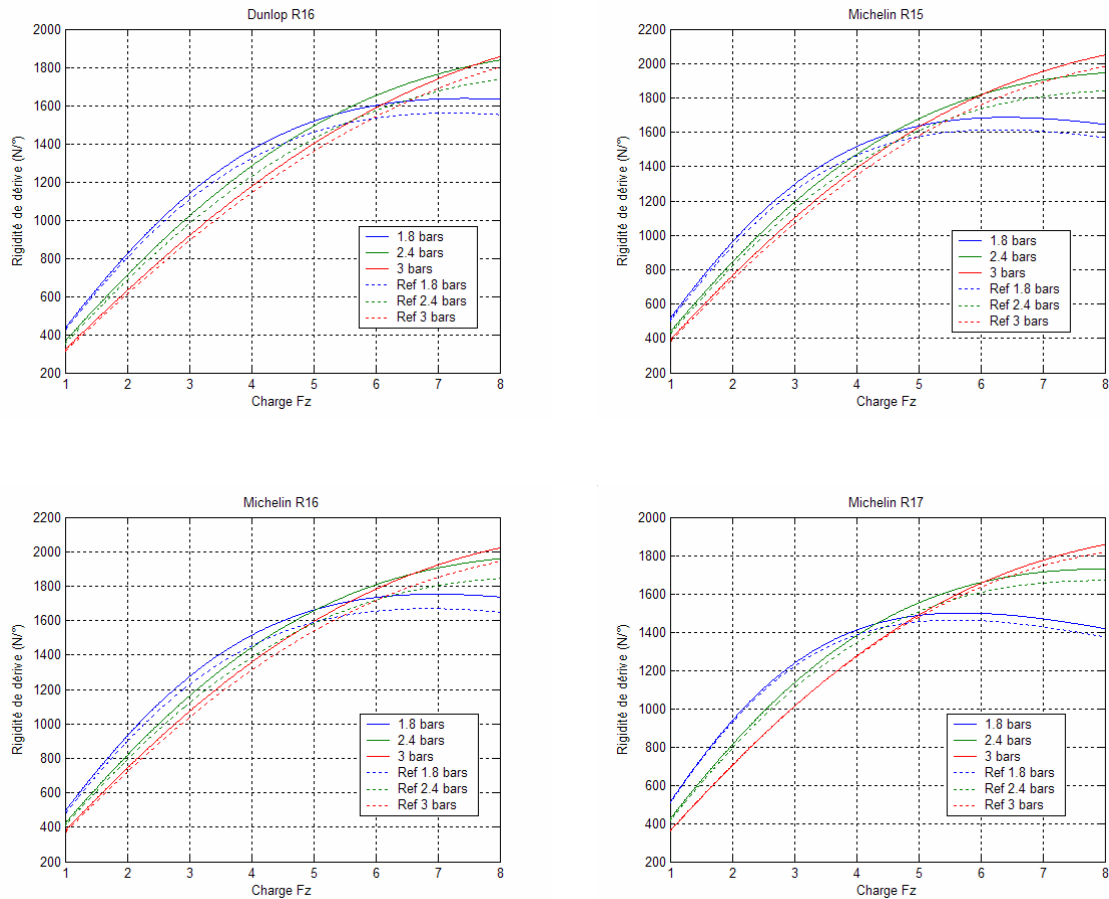 Dunlop R16
2000
1800
1600
1400
1200
1000
800
600
400
200
Rigidité de dérive (N/°)
1 2 3 4 5 6 7 8
Charge Fz
1.8 bars
2.4 bars
3 bars
Ref 1.8 bars
Ref 2.4 bars
Ref 3 bars
Michelin R15
2200
2000
1800
1600
1400
1200
1000
800
600
400
200
Rigidité de dérive (N/°)
1 2 3 4 5 6 7 8
Charge Fz
1.8 bars
2.4 bars
3 bars
Ref 1.8 bars
Ref 2.4 bars
Ref 3 bars
Michelin R16
2200
2000
1800
1600
1400
1200
1000
800
600
400
200
Rigidité de dérive (N/°)
1 2 3 4 5 6 7 8
Charge Fz
1.8 bars
2.4 bars
3 bars
Ref 1.8 bars
Ref 2.4 bars
Ref 3 bars
Michelin R17
2000
1800
1600
1400
1200
1000
800
600
400
200
Rigidité de dérive (N/°)
1 2 3 4 5 6 7 8
Charge Fz
1.8 bars
2.4 bars
3 bars
Ref 1.8 bars
Ref 2.4 bars
Ref 3 bars